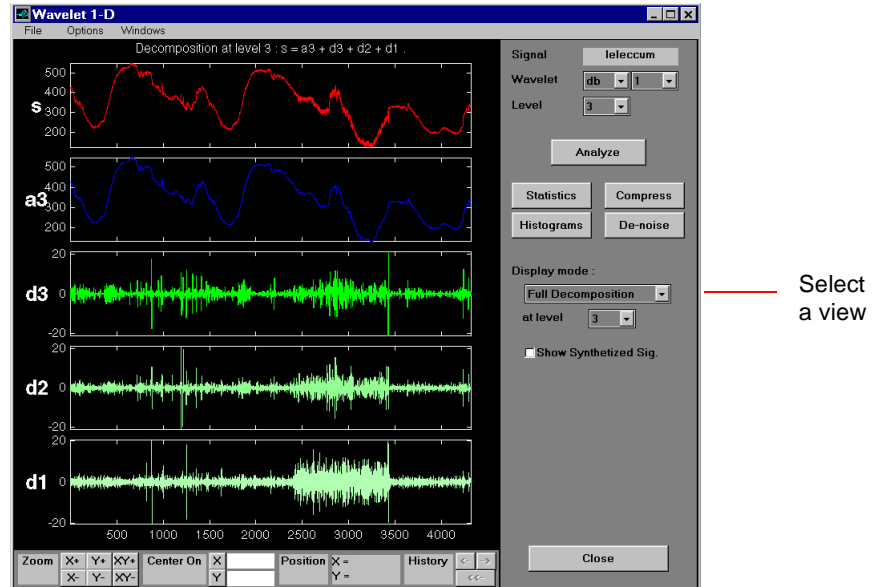 Wavelet 1-D
File Options Windows
Decomposition at level 3 : s = a3 + d3 + d2 + d1 .
s
500
400
300
200
a3
500
400
300
200
d3
20
0
-20
d2
20
0
-20
d1
20
0
-20
500 1000 1500 2000 2500 3000 3500 4000
Zoom X+ Y+ XY+ Center On X Position X = History <- ->
X- Y- XY- Y Y = <<-
Signal leleccum
Wavelet db 1
Level 3
Analyze
Statistics Compress
Histograms De-noise
Display mode :
Full Decomposition
at level 3
Show Synthetized Sig.
Close
Select
a view